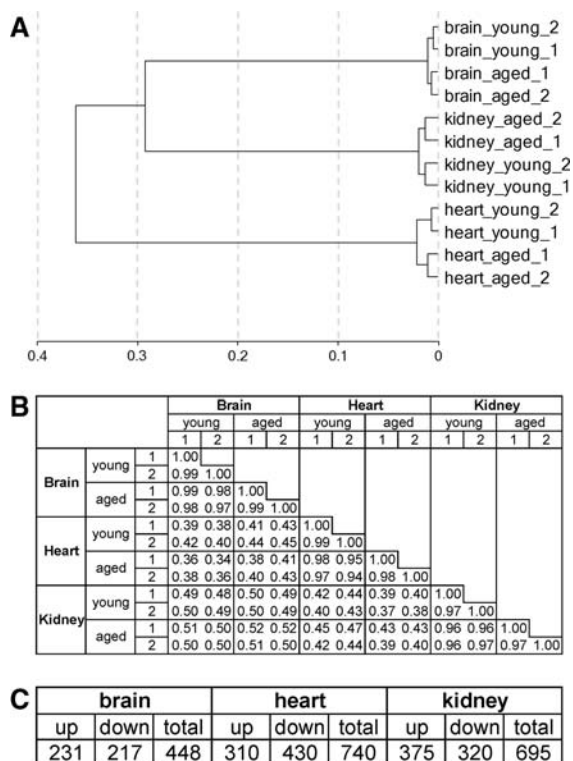 A
brain_young_2
brain_young_1
brain_aged_1
brain_aged_2
kidney_aged_2
kidney_aged_1
kidney_young_2
kidney_young_1
heart_young_2
heart_young_1
heart_aged_1
heart_aged_2
0.4 0.3 0.2 0.1 0
B
Brain Heart Kidney
young aged young aged young aged
1 2 1 2 1 2 1 2 1 2 1 2
Brain young 1 1.00
2 0.99 1.00
aged 1 0.99 0.98 1.00
2 0.98 0.97 0.99 1.00
Heart young 1 0.39 0.38 0.41 0.43 1.00
2 0.42 0.40 0.44 0.45 0.99 1.00
aged 1 0.36 0.34 0.38 0.41 0.98 0.95 1.00
2 0.38 0.36 0.40 0.43 0.97 0.94 0.98 1.00
Kidney young 1 0.49 0.48 0.50 0.49 0.42 0.44 0.39 0.40 1.00
2 0.50 0.49 0.50 0.49 0.40 0.43 0.37 0.38 0.97 1.00
aged 1 0.51 0.50 0.52 0.52 0.45 0.47 0.43 0.43 0.96 0.96 1.00
2 0.50 0.50 0.51 0.50 0.42 0.44 0.39 0.40 0.96 0.97 0.97 1.00
C
brain heart kidney
up down total up down total up down total
231 217 448 310 430 740 375 320 695